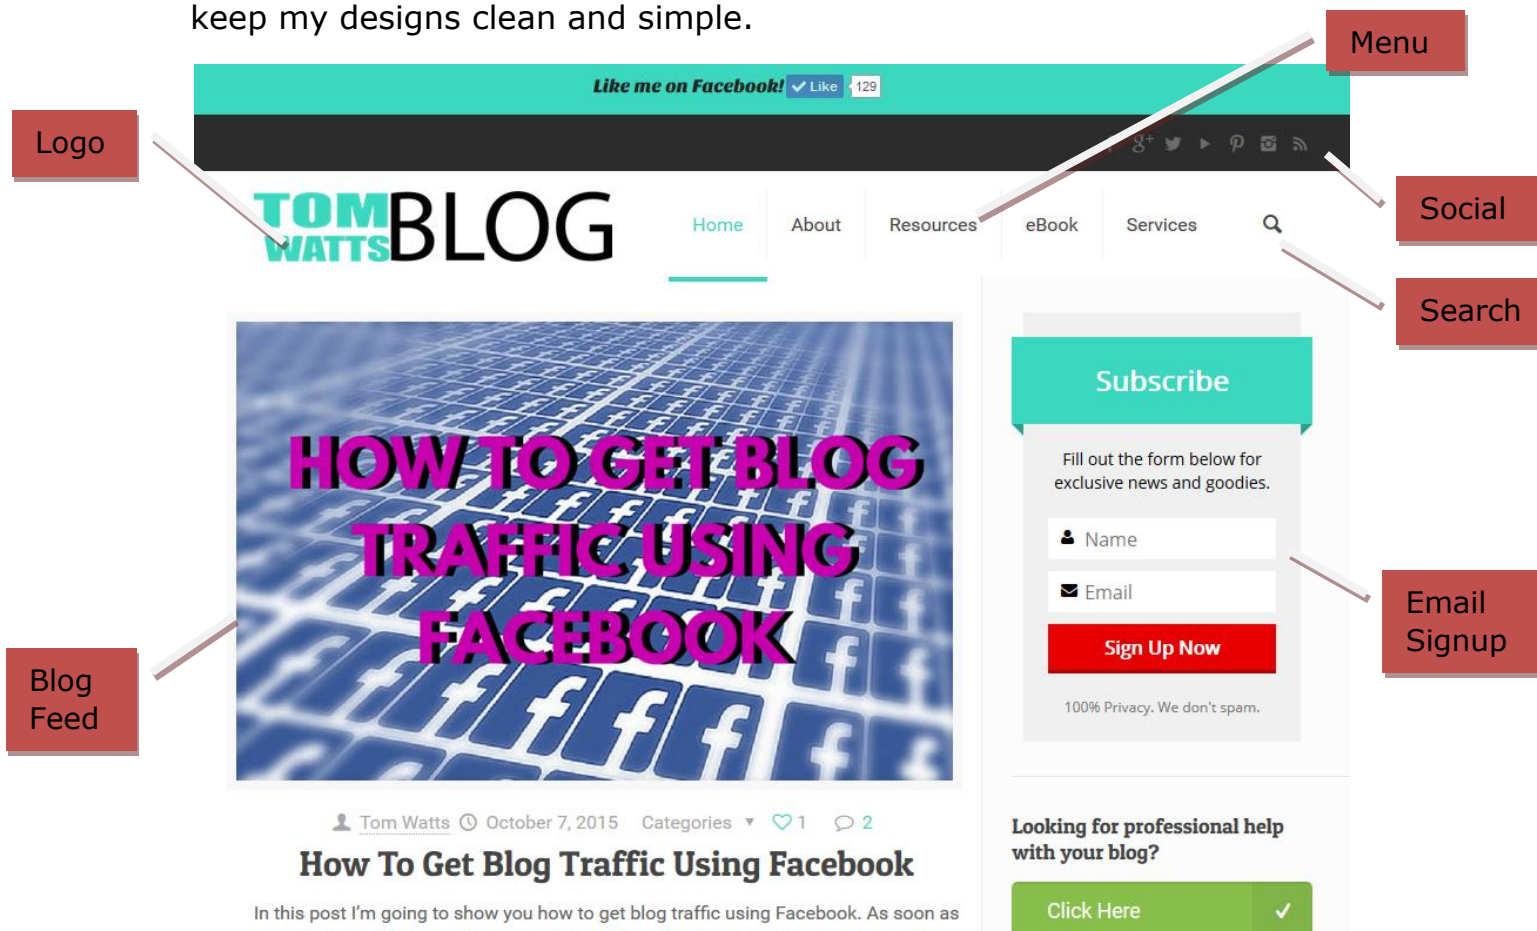 keep my designs clean and simple.
Menu
Like me on Facebook! Like 129
Logo
Social
TOM
WATTS
BLOG
Home About Resources eBook Services
Search
Subscribe
HOW TO GET BLOG
TRAFFIC USING
FACEBOOK
Fill out the form below for
exclusive news and goodies.
Name
Email
Sign Up Now
100% Privacy. We don't spam.
Email
Signup
Blog
Feed
Tom Watts October 7, 2015 Categories 1 2
How To Get Blog Traffic Using Facebook
In this post I'm going to show you how to get blog traffic using Facebook. As soon as
Looking for professional help
with your blog?
Click Here